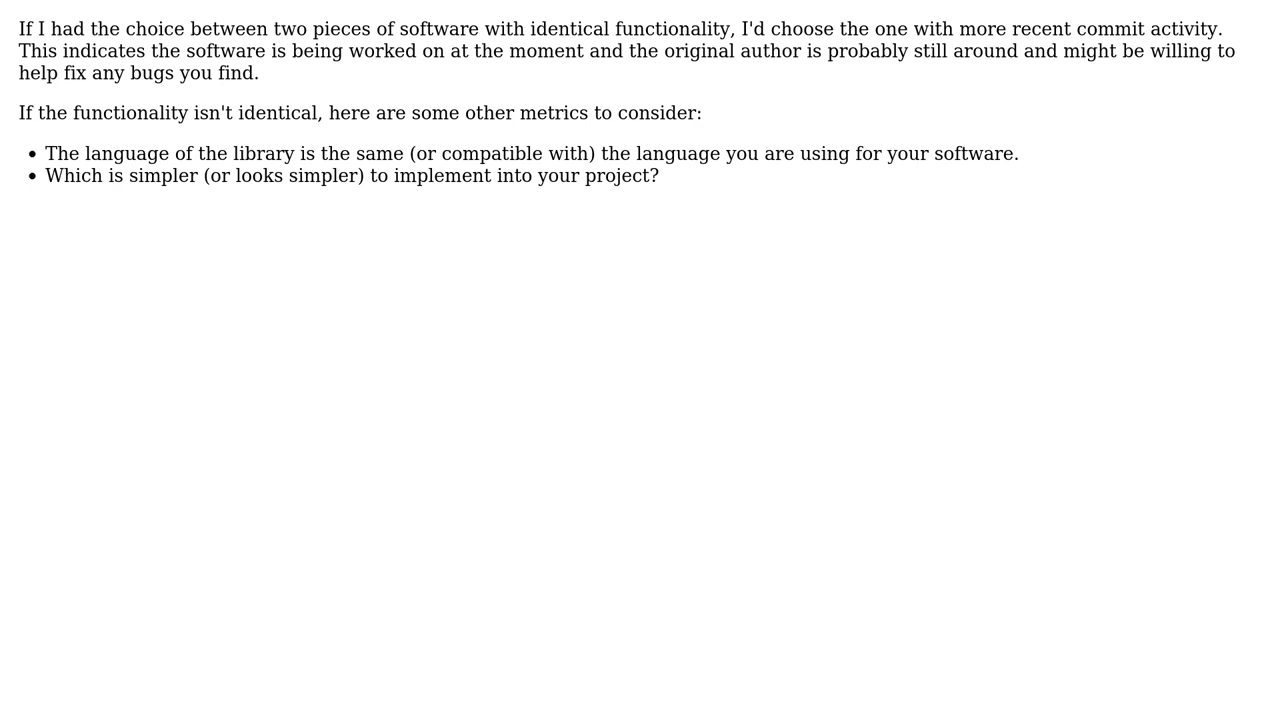 If I had the choice between two pieces of software with identical functionality, I'd choose the one with more recent commit activity.
This indicates the software is being worked on at the moment and the original author is probably still around and might be willing to
help fix any bugs you find.
If the functionality isn't identical, here are some other metrics to consider:
• The language of the library is the same (or compatible with) the language you are using for your software.
• Which is simpler (or looks simpler) to implement into your project?